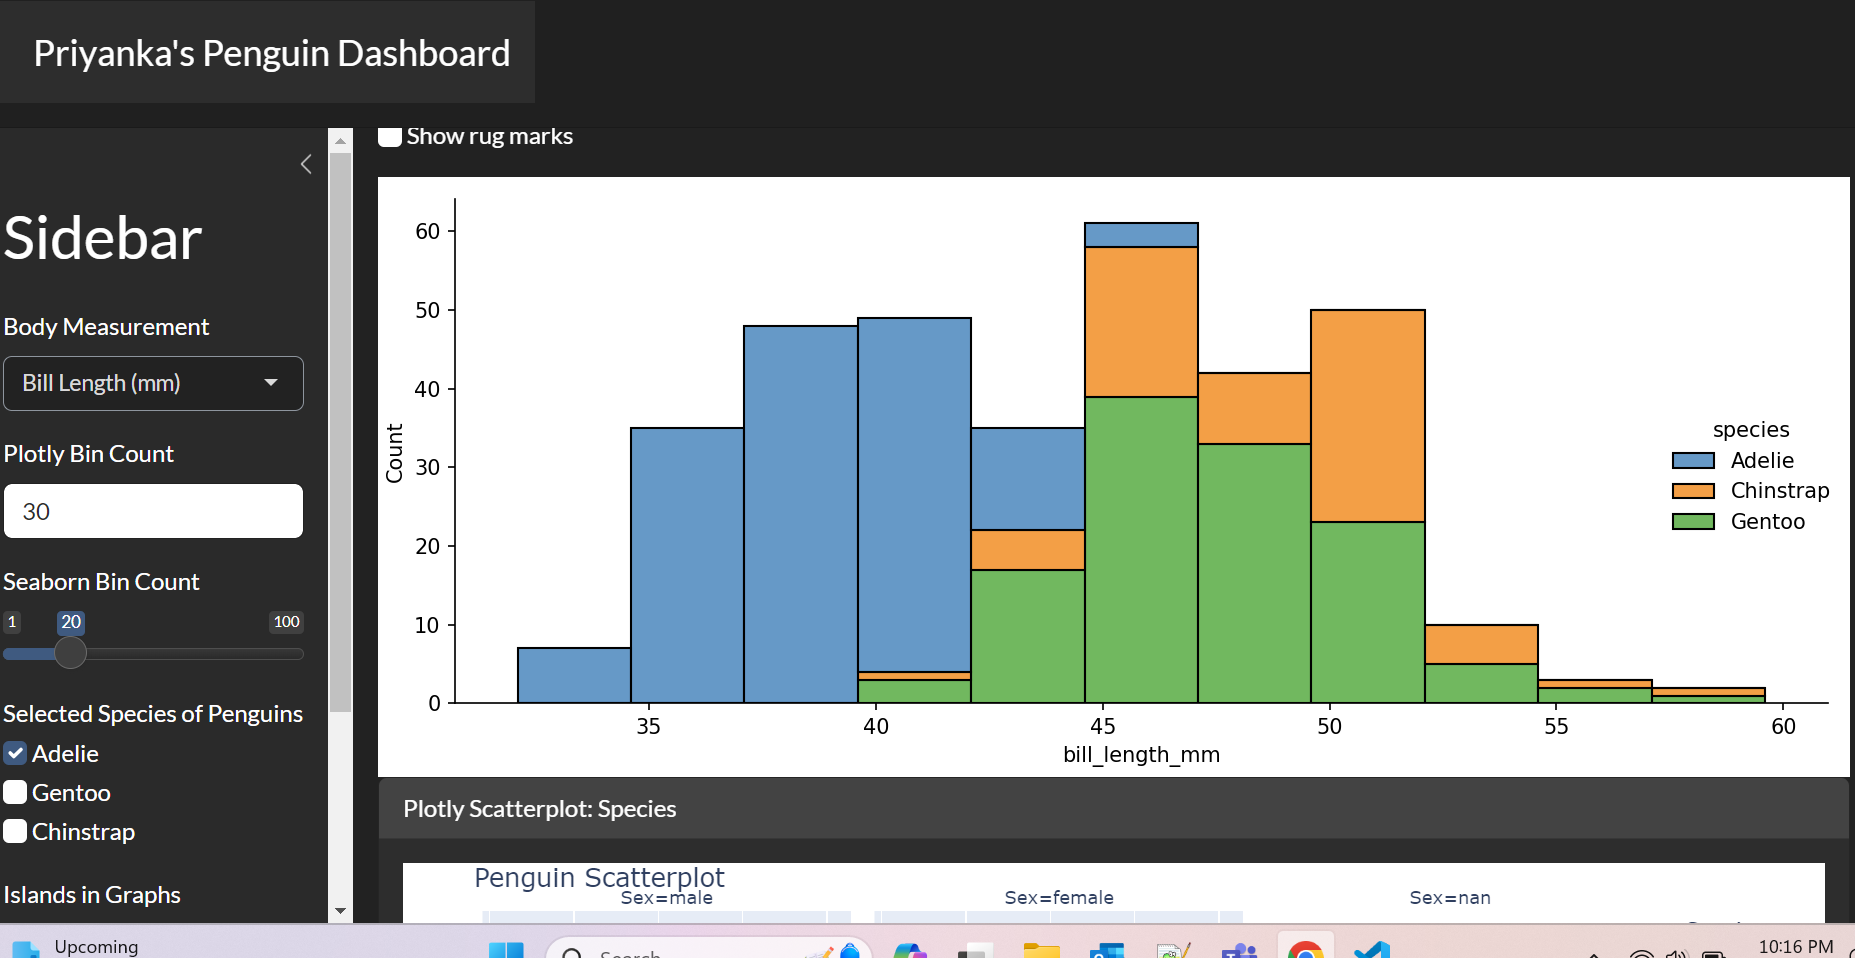 Priyanka's Penguin Dashboard
Show rug marks
Sidebar
Body Measurement
Bill Length (mm)
Plotly Bin Count
30
Seaborn Bin Count
1 20 100
Selected Species of Penguins
Adelie
Gentoo
Chinstrap
Islands in Graphs
60
50
40
30
20
10
0
Count
35 40 45 50 55 60
bill_length_mm
species
Adelie
Chinstrap
Gentoo
Plotly Scatterplot: Species
Penguin Scatterplot
Sex=male Sex=female Sex=nan
Upcoming
Search
10:16 PM